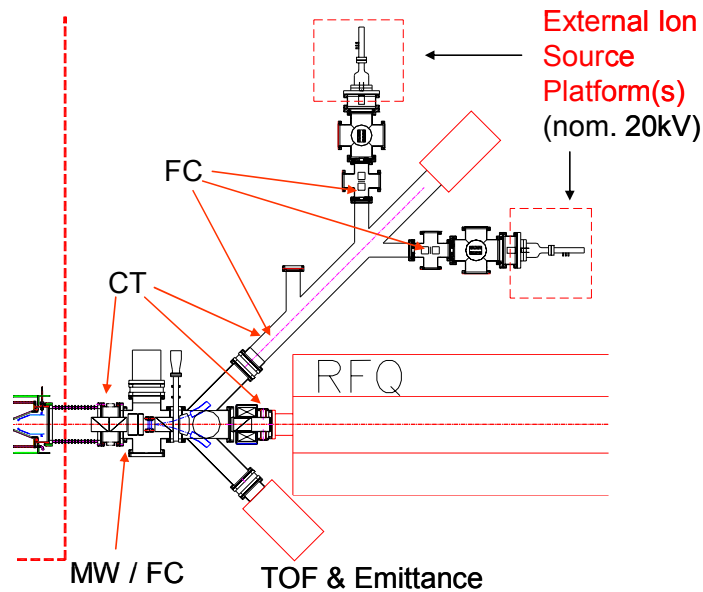 External Ion
Source
Platform(s)
(nom. 20kV)
FC
CT
RFQ
MW / FC
TOF & Emittance